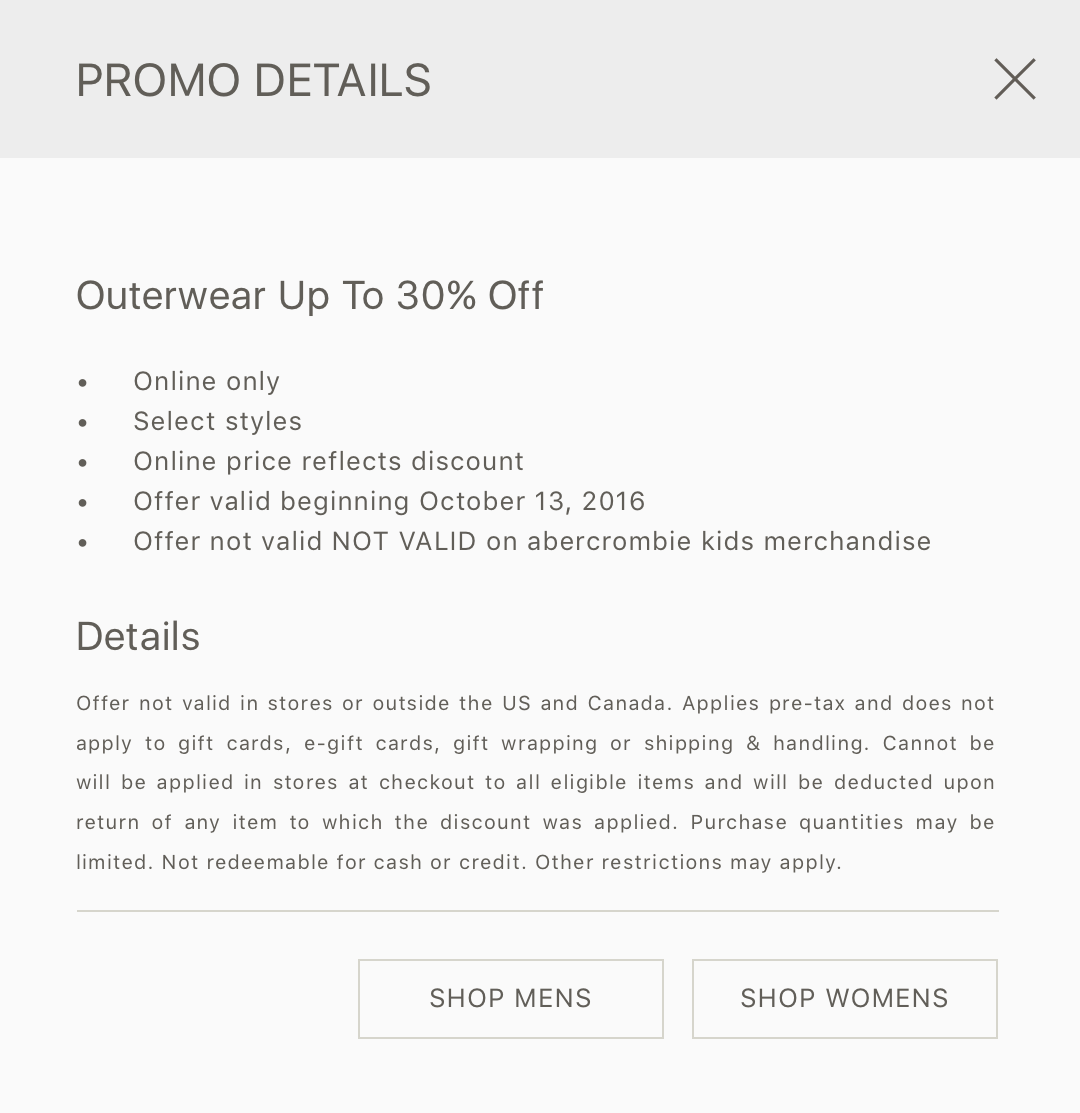 PROMO DETAILS
Outerwear Up To 30% Off
• Online only
• Select styles
• Online price reflects discount
• Offer valid beginning October 13, 2016
• Offer not valid NOT VALID on abercrombie kids merchandise
Details
Offer not valid in stores or outside the US and Canada. Applies pre-tax and does not
apply to gift cards, e-gift cards, gift wrapping or shipping & handling. Cannot be
will be applied in stores at checkout to all eligible items and will be deducted upon
return of any item to which the discount was applied. Purchase quantities may be
limited. Not redeemable for cash or credit. Other restrictions may apply.
SHOP MENS
SHOP WOMENS